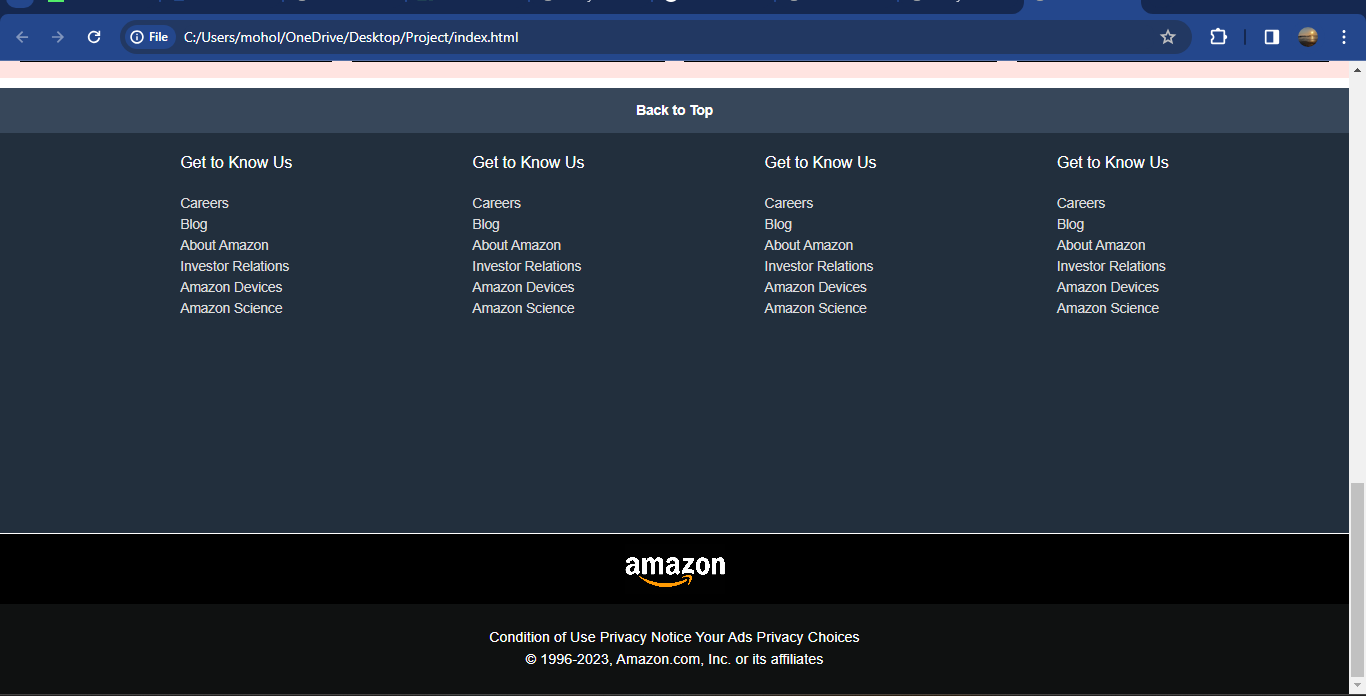 File C:/Users/mohol/OneDrive/Desktop/Project/index.html
Back to Top
Get to Know Us
Careers
Blog
About Amazon
Investor Relations
Amazon Devices
Amazon Science
Get to Know Us
Careers
Blog
About Amazon
Investor Relations
Amazon Devices
Amazon Science
Get to Know Us
Careers
Blog
About Amazon
Investor Relations
Amazon Devices
Amazon Science
Get to Know Us
Careers
Blog
About Amazon
Investor Relations
Amazon Devices
Amazon Science
amazon
Condition of Use Privacy Notice Your Ads Privacy Choices
© 1996-2023, Amazon.com, Inc. or its affiliates